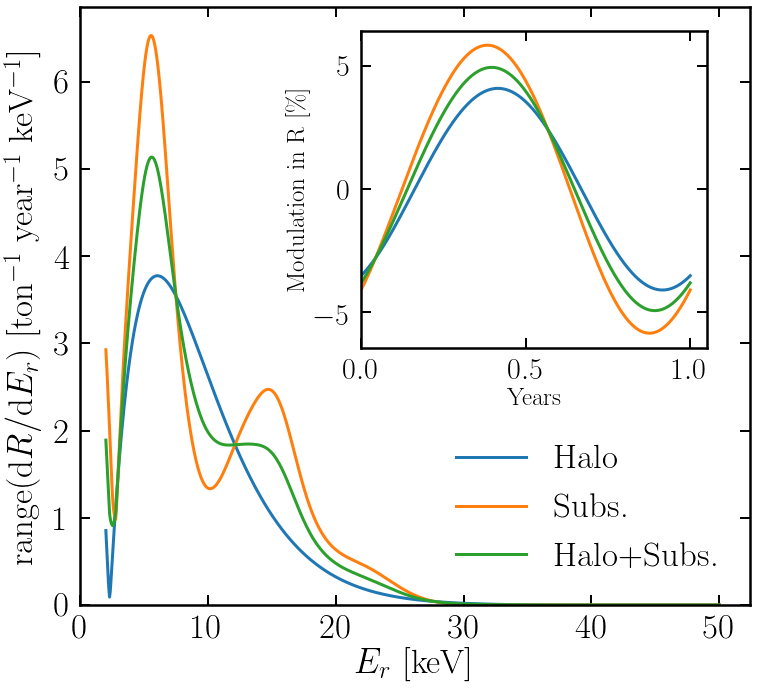 range(dR/dE_r) [ton^−1 year^−1 keV^−1]
6
5
4
3
2
1
0
0 10 20 30 40 50
E_r [keV]
Modulation in R [%]
5
0
−5
0.0 0.5 1.0
Years
Halo
Subs.
Halo+Subs.